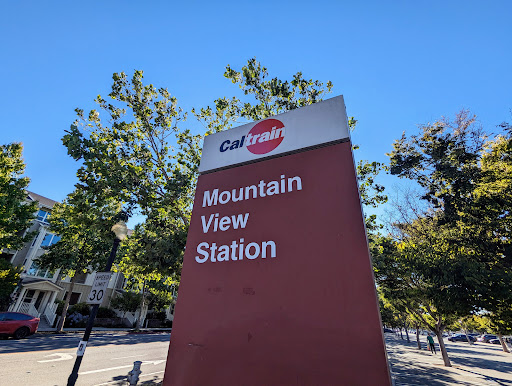 Caltrain
Mountain
View
Station
SPEED
LIMIT
30